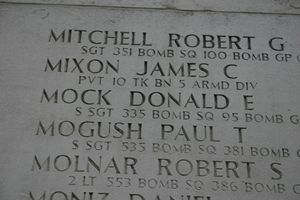 MITCHELL ROBERT G
SGT 351 BOMB SQ 100 BOMB GP
MIXON JAMES C
PVT 10 TK BN 5 ARMD DIV
MOCK DONALD E
S SGT 335 BOMB SQ 95 BOMB G
MOGUSH PAUL T
S SGT 535 BOMB SQ 381 BOMB
MOLNAR ROBERT S
2 LT 553 BOMB SQ 386 BOMB
MONIZ DANIEL